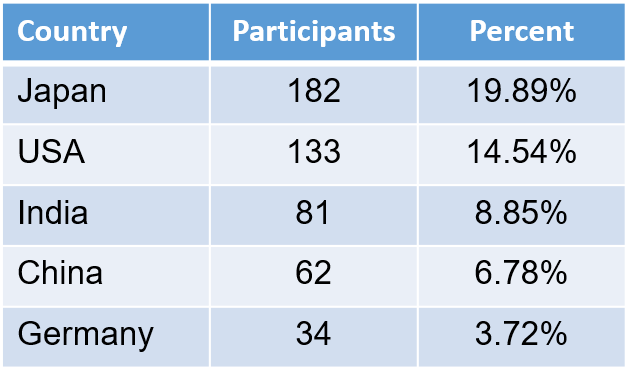 Country Participants Percent
Japan 182 19.89%
USA 133 14.54%
India 81 8.85%
China 62 6.78%
Germany 34 3.72%